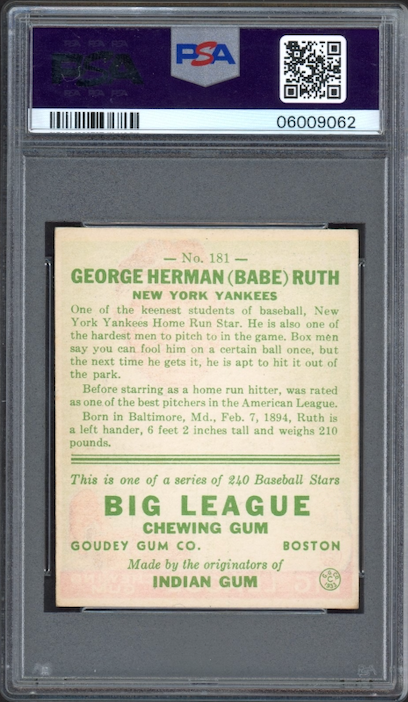 PSA
PSA
06009062
— No. 181 —
GEORGE HERMAN (BABE) RUTH
NEW YORK YANKEES
One of the keenest students of baseball, New
York Yankees Home Run Star. He is also one of
the hardest men to pitch to in the game. Box men
say you can fool him on a certain ball once, but
the next time he gets it, he is apt to hit it out of
the park.
Before starring as a home run hitter, was rated
as one of the best pitchers in the American League.
Born in Baltimore, Md., Feb. 7, 1894, Ruth is
a left hander, 6 feet 2 inches tall and weighs 210
pounds.
This is one of a series of 240 Baseball Stars
BIG LEAGUE
CHEWING GUM
GOUDEY GUM CO. BOSTON
Made by the originators of
INDIAN GUM